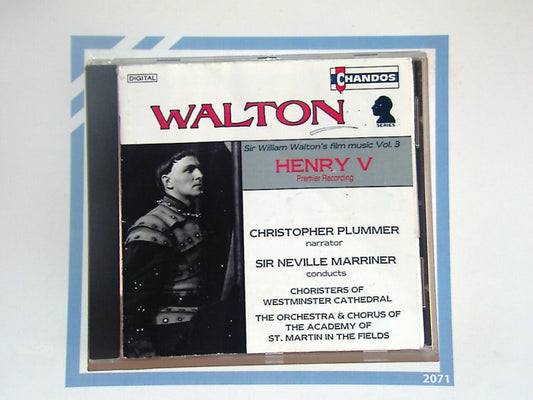 DIGITAL
CHANDOS
WALTON
SERIES
Sir William Walton's film music Vol. 3
HENRY V
Premier Recording
CHRISTOPHER PLUMMER
narrator
SIR NEVILLE MARRINER
conducts
CHORISTERS OF
WESTMINSTER CATHEDRAL
THE ORCHESTRA & CHORUS OF
THE ACADEMY OF
ST. MARTIN IN THE FIELDS
2071